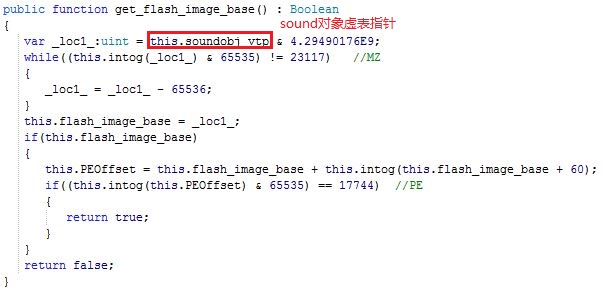 public function get_flash_image_base() : Boolean
sound对象虚表指针
{
var _loc1_:uint = this.soundobj_vtp & 4.29490176E9;
while((this.intog(_loc1_) & 65535) != 23117) //MZ
{
_loc1_ = _loc1_ - 65536;
}
this.flash_image_base = _loc1_;
if(this.flash_image_base)
{
this.PEOffset = this.flash_image_base + this.intog(this.flash_image_base + 60);
if((this.intog(this.PEOffset) & 65535) == 17744) //PE
{
return true;
}
}
return false;
}